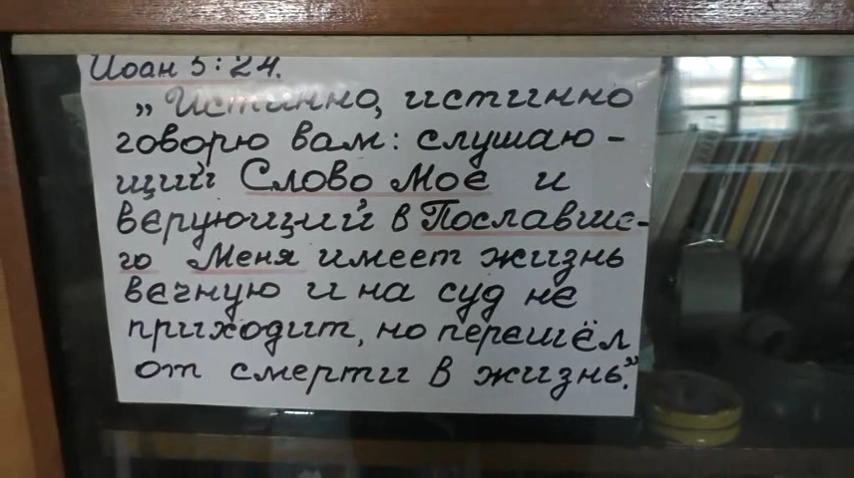 Иоан 5:24.
„Истинно, истинно
говорю вам: слушаю-
щий Слово Моё и
верующий в Пославше-
го Меня имеет жизнь
вечную и на суд не
приходит, но перешёл
от смерти в жизнь."